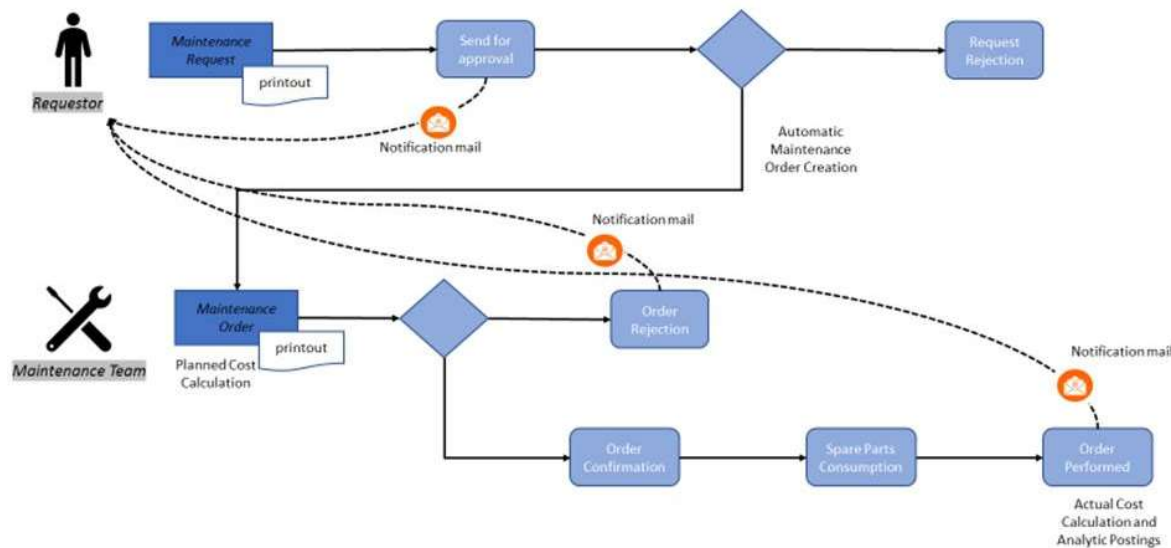 Maintenance
Request
printout
Send for
approval
Request
Rejection
Requestor
Notification mail
Automatic
Maintenance
Order Creation
Notification mail
Maintenance
Order
printout
Order
Rejection
Planned Cost
Calculation
Maintenance Team
Notification mail
Order
Confirmation
Spare Parts
Consumption
Order
Performed
Actual Cost
Calculation and
Analytic Postings